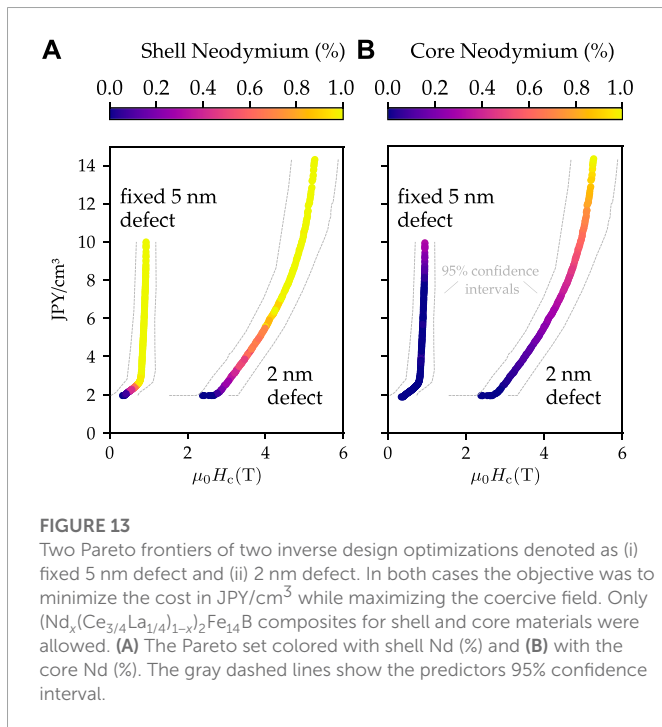 A Shell Neodymium (%)
0.0 0.2 0.4 0.6 0.8 1.0
B Core Neodymium (%)
0.0 0.2 0.4 0.6 0.8 1.0
JPY/cm³
14
12
10
8
6
4
2
0
fixed 5 nm
defect
2 nm
defect
0 2 4 6
μ₀H_c(T)
fixed 5 nm
defect
95% confidence
intervals
2 nm
defect
0 2 4 6
μ₀H_c(T)
FIGURE 13
Two Pareto frontiers of two inverse design optimizations denoted as (i)
fixed 5 nm defect and (ii) 2 nm defect. In both cases the objective was to
minimize the cost in JPY/cm³ while maximizing the coercive field. Only
(Ndₓ(Ce₃/₄La₁/₄)₁₋ₓ)₂Fe₁₄B composites for shell and core materials were
allowed. (A) The Pareto set colored with shell Nd (%) and (B) with the
core Nd (%). The gray dashed lines show the predictors 95% confidence
interval.